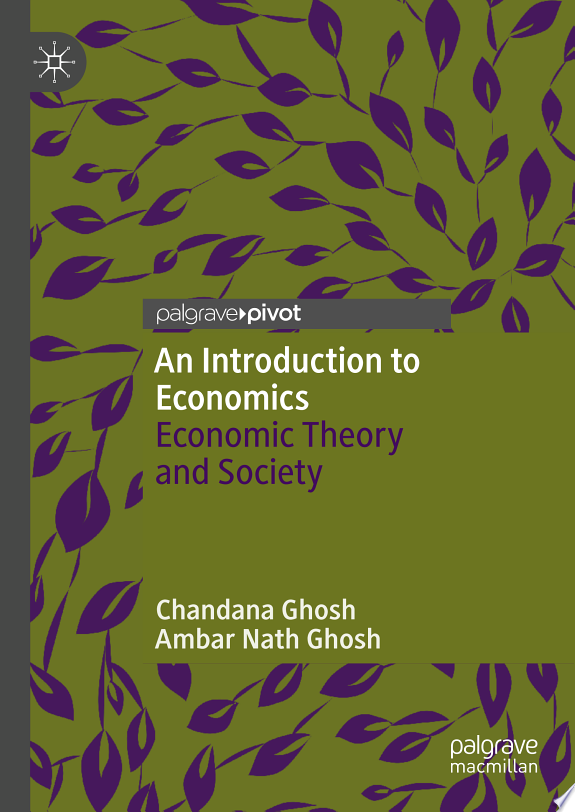 palgrave▸pivot
An Introduction to
Economics
Economic Theory
and Society
Chandana Ghosh
Ambar Nath Ghosh
palgrave
macmillan